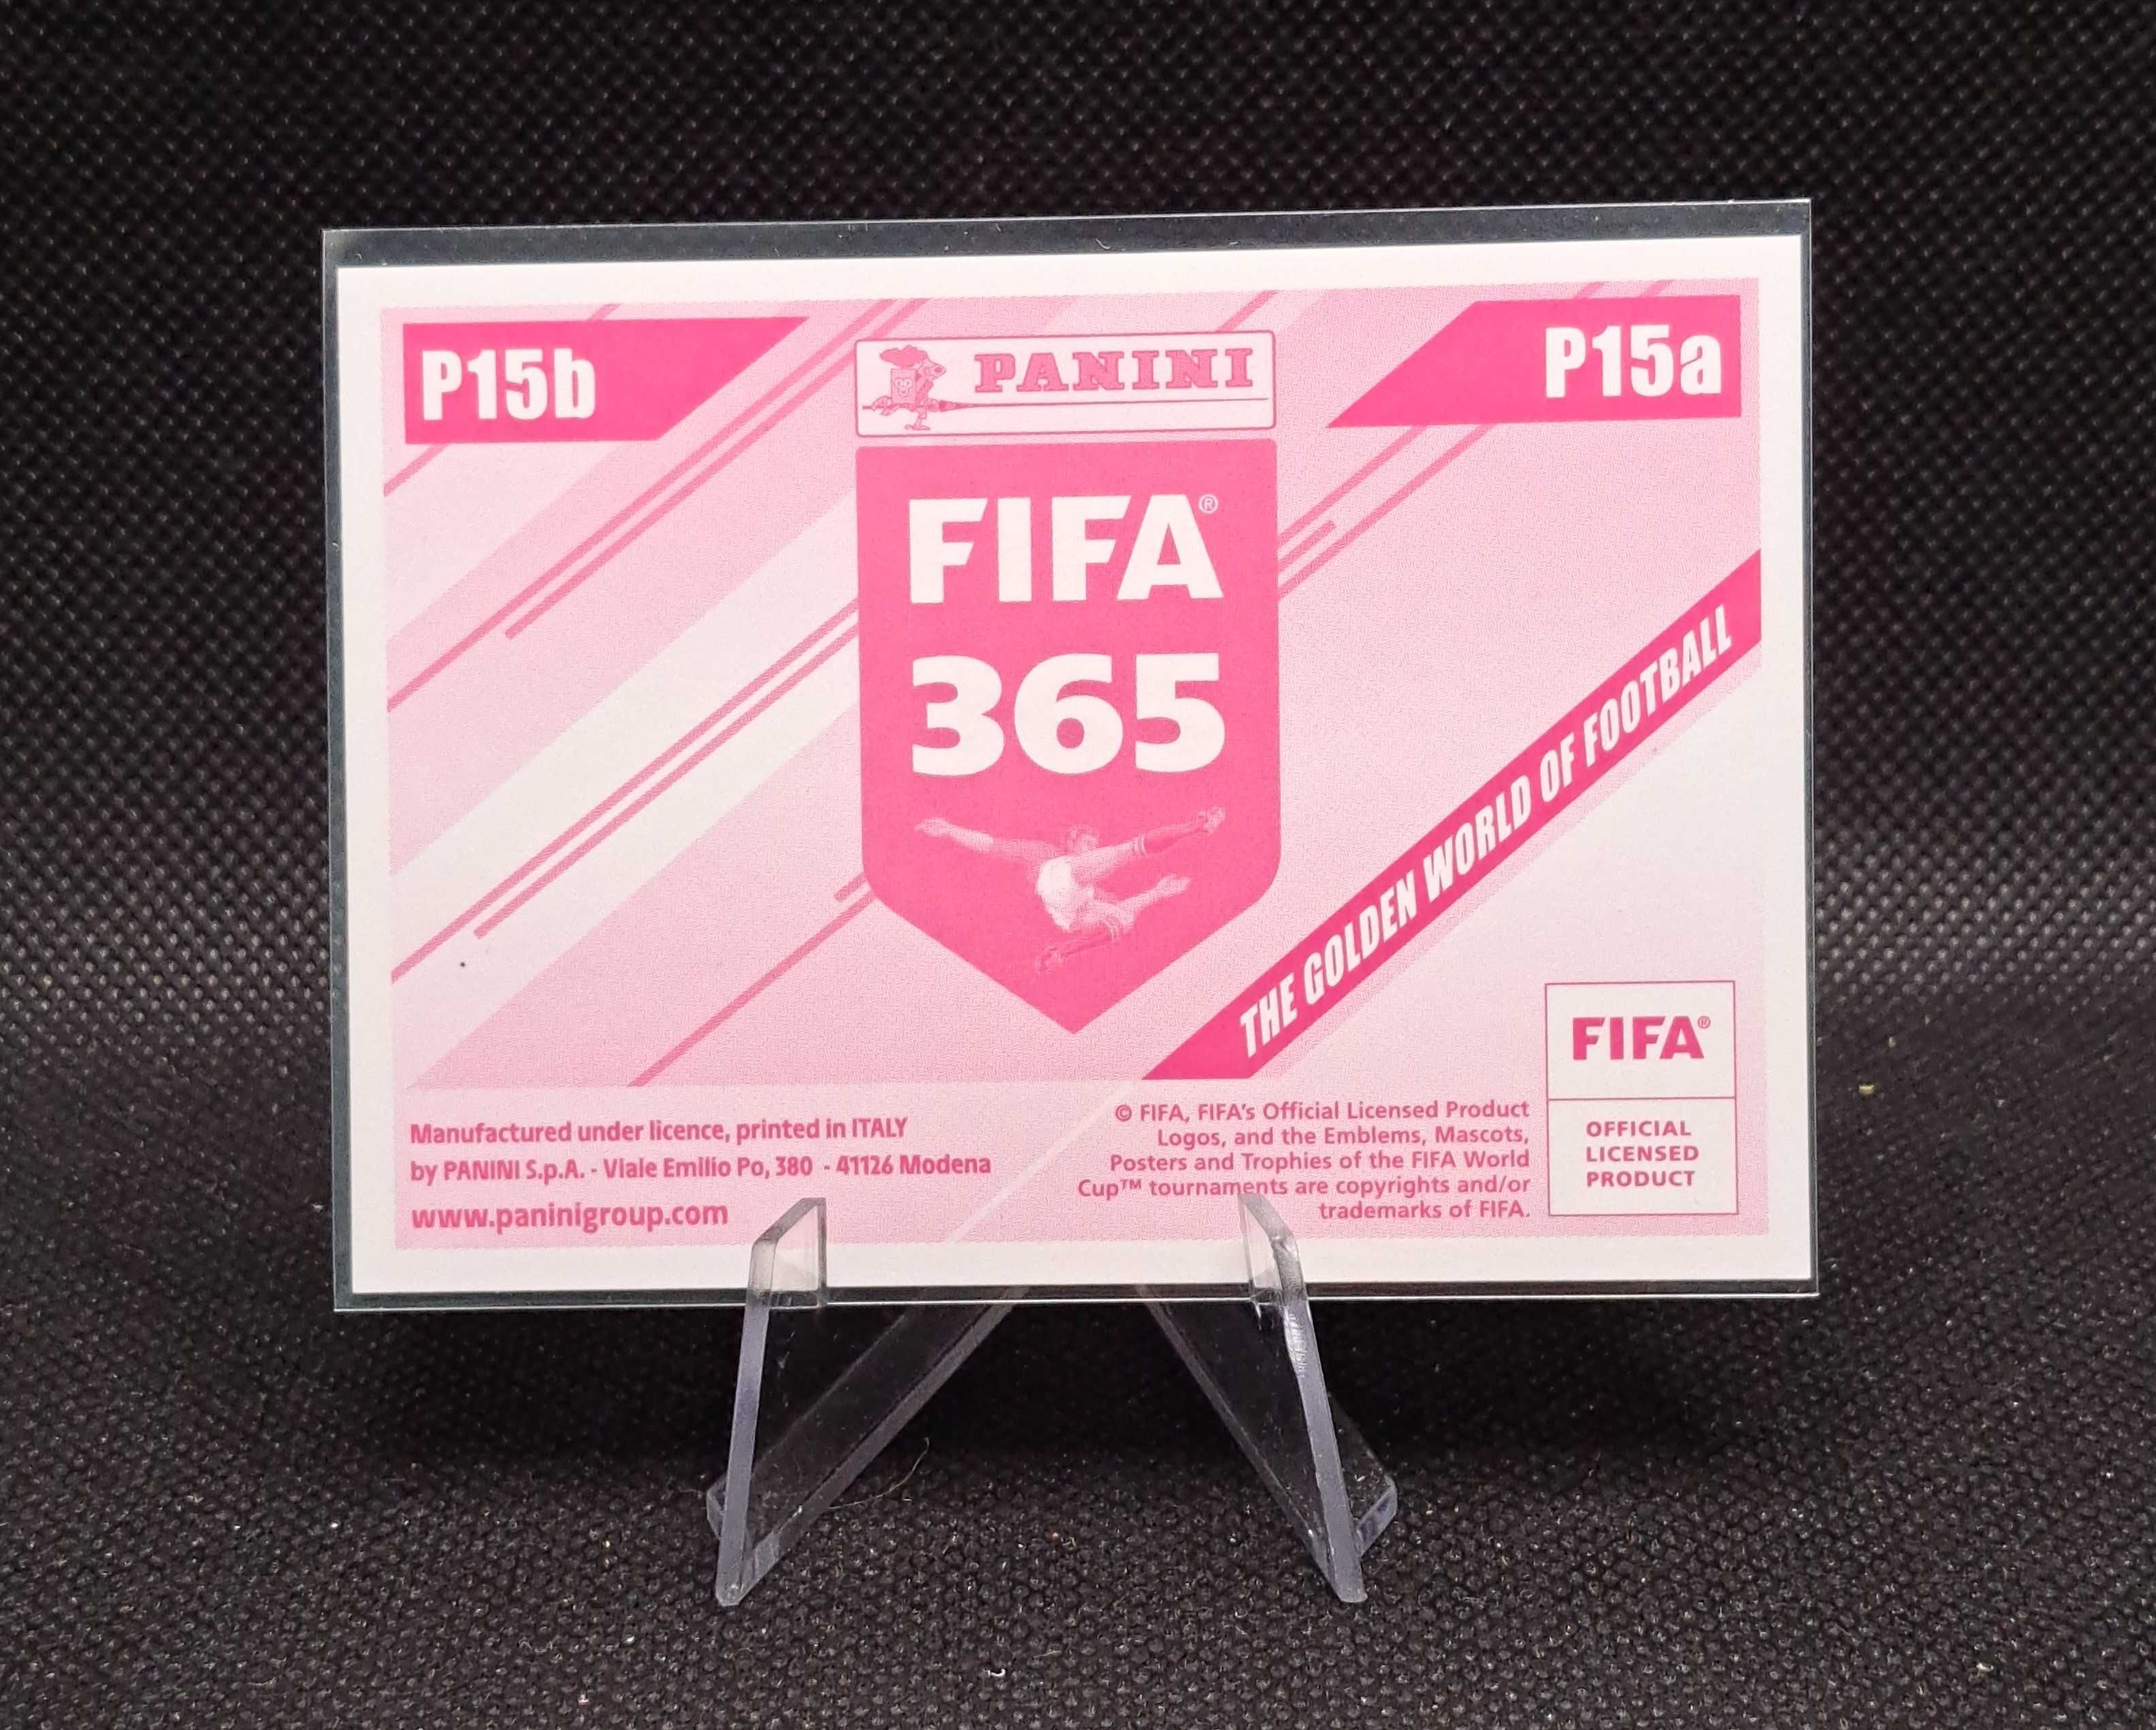 P15b
PANINI
P15a
FIFA®
365
THE GOLDEN WORLD OF FOOTBALL
Manufactured under licence, printed in ITALY
by PANINI S.p.A. - Viale Emilio Po, 380 - 41126 Modena
www.paninigroup.com
© FIFA, FIFA's Official Licensed Product
Logos, and the Emblems, Mascots,
Posters and Trophies of the FIFA World
Cup™ tournaments are copyrights and/or
trademarks of FIFA.
FIFA®
OFFICIAL
LICENSED
PRODUCT